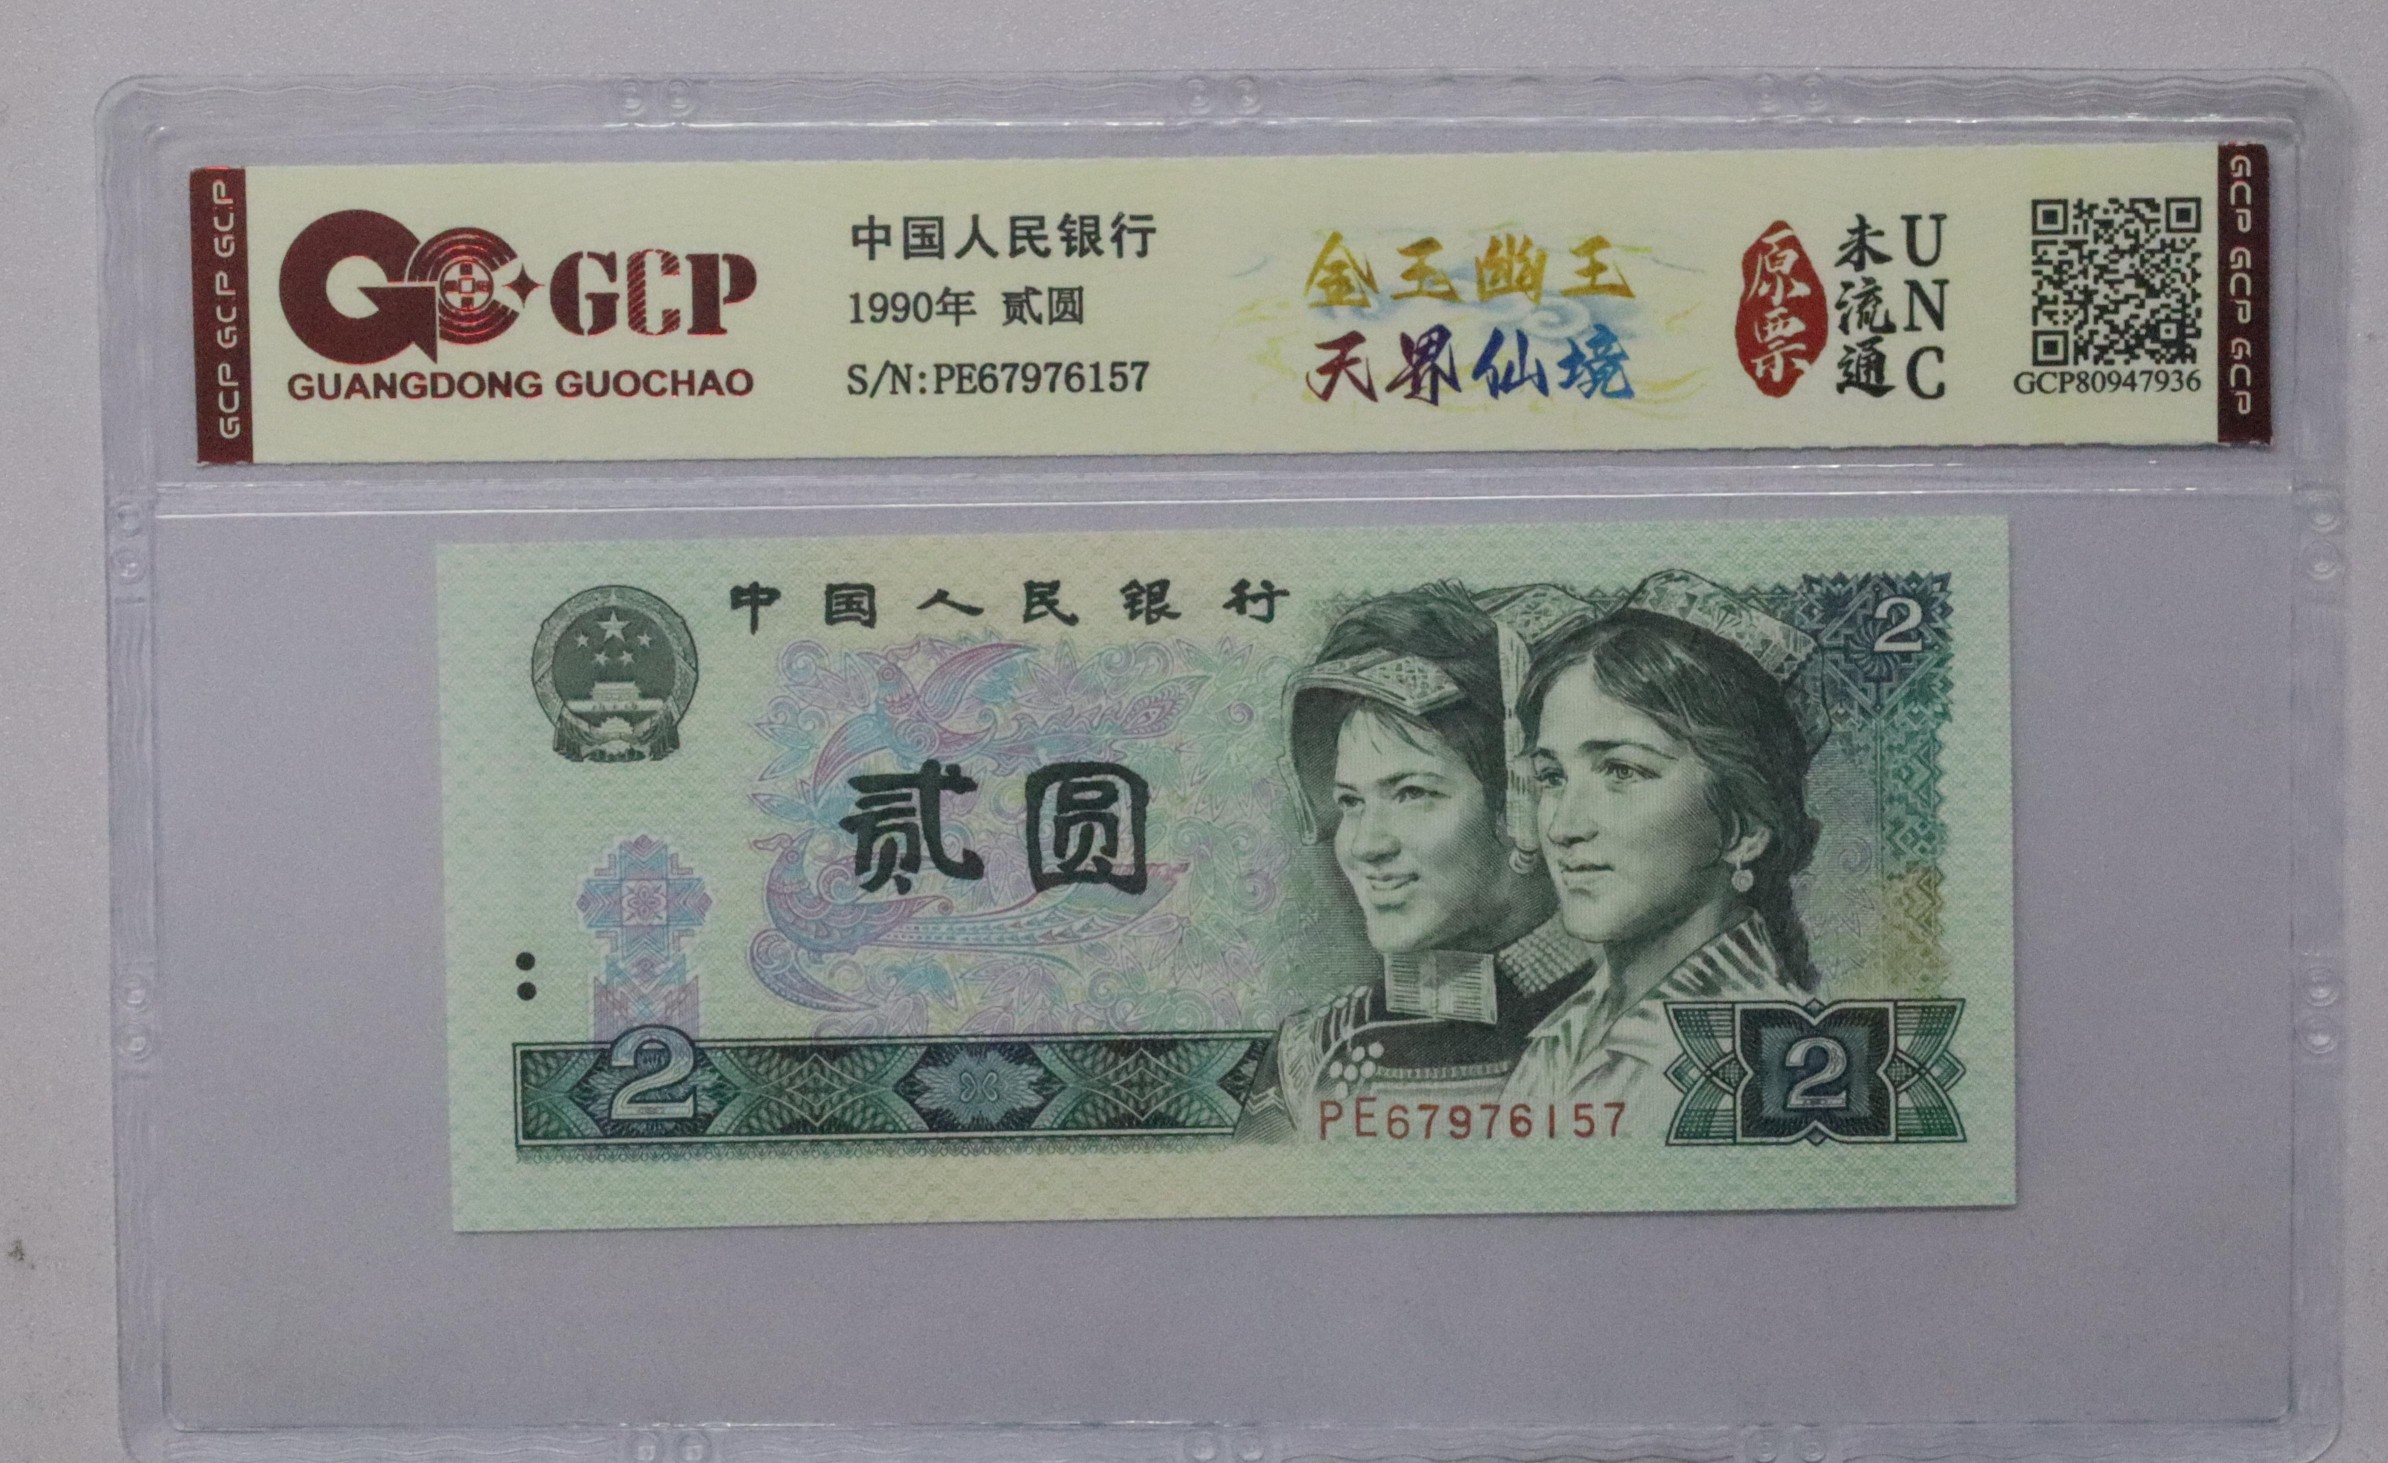 GCP GCP GCP GCP
GCP
GUANGDONG GUOCHAO
中国人民银行
1990年 贰圆
S/N:PE67976157
金玉幽王
天界仙境
原票
未流通
UNC
GCP80947936
GCP GCP GCP GCP
中国人民银行
2
贰圆
2
PE67976157
2